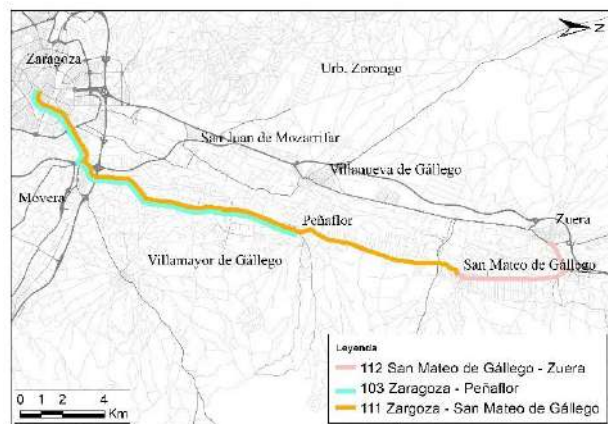 N
Zaragoza
Urb. Zorongo
San Juan de Mozarrifar
Villanueva de Gállego
Movera
Peñaflor
Zuera
Villamayor de Gállego
San Mateo de Gállego
Leyenda
112 San Mateo de Gállego - Zuera
103 Zaragoza - Peñaflor
111 Zargoza - San Mateo de Gállego
0 1 2 4
Km